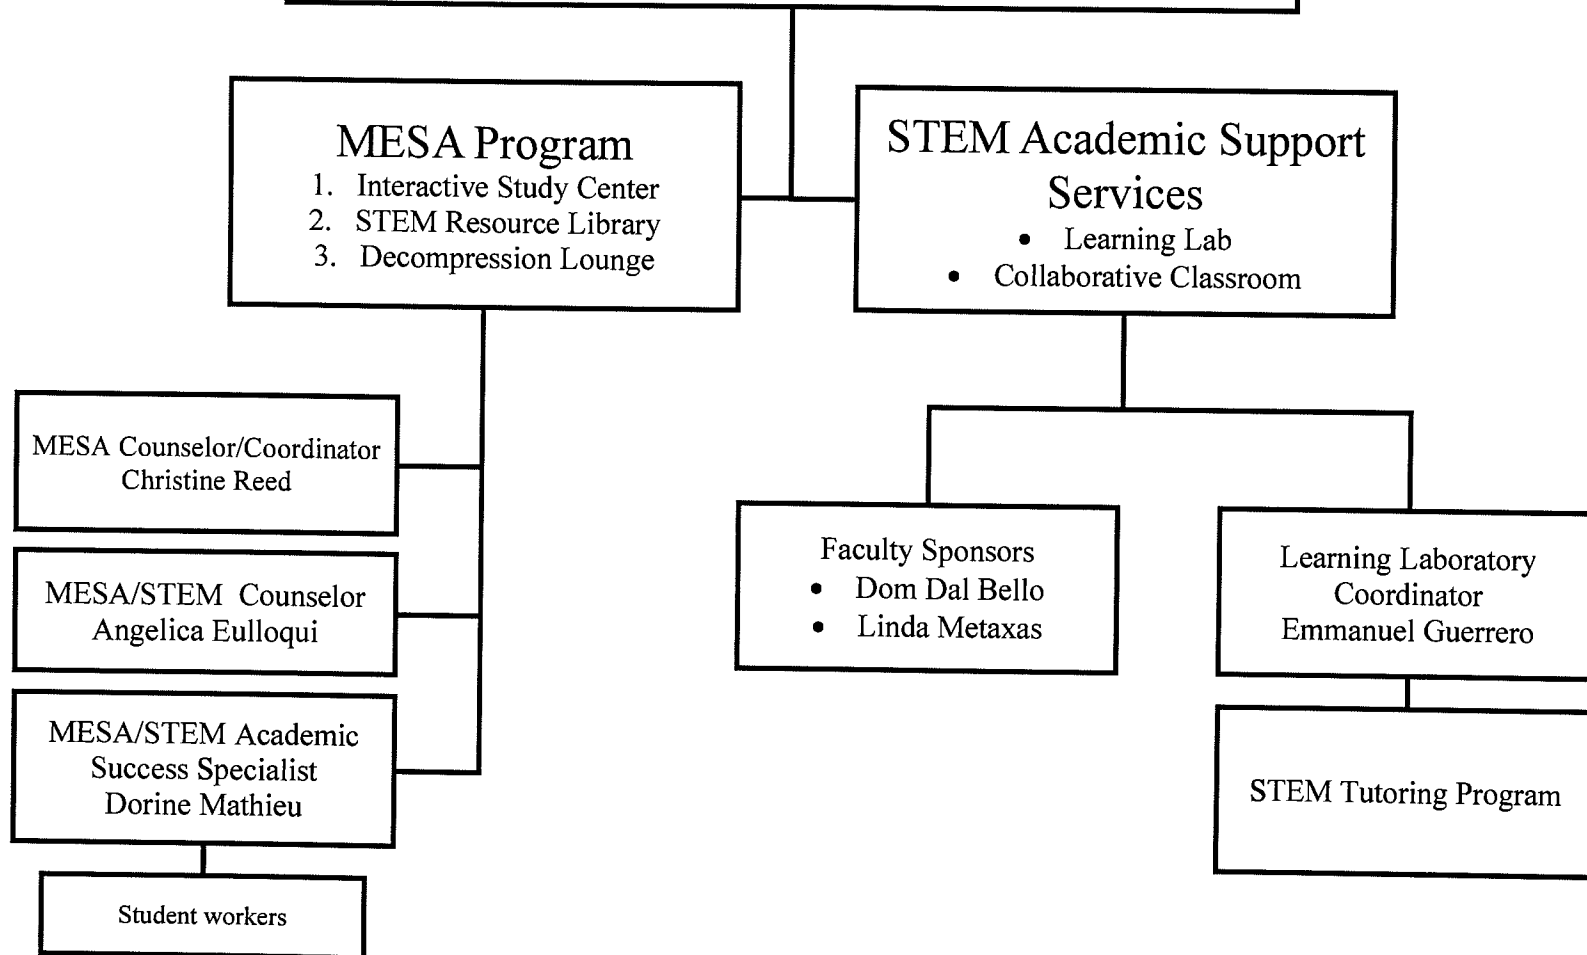 MESA Program
1. Interactive Study Center
2. STEM Resource Library
3. Decompression Lounge
STEM Academic Support
Services
• Learning Lab
• Collaborative Classroom
MESA Counselor/Coordinator
Christine Reed
MESA/STEM Counselor
Angelica Eulloqui
MESA/STEM Academic
Success Specialist
Dorine Mathieu
Student workers
Faculty Sponsors
• Dom Dal Bello
• Linda Metaxas
Learning Laboratory
Coordinator
Emmanuel Guerrero
STEM Tutoring Program